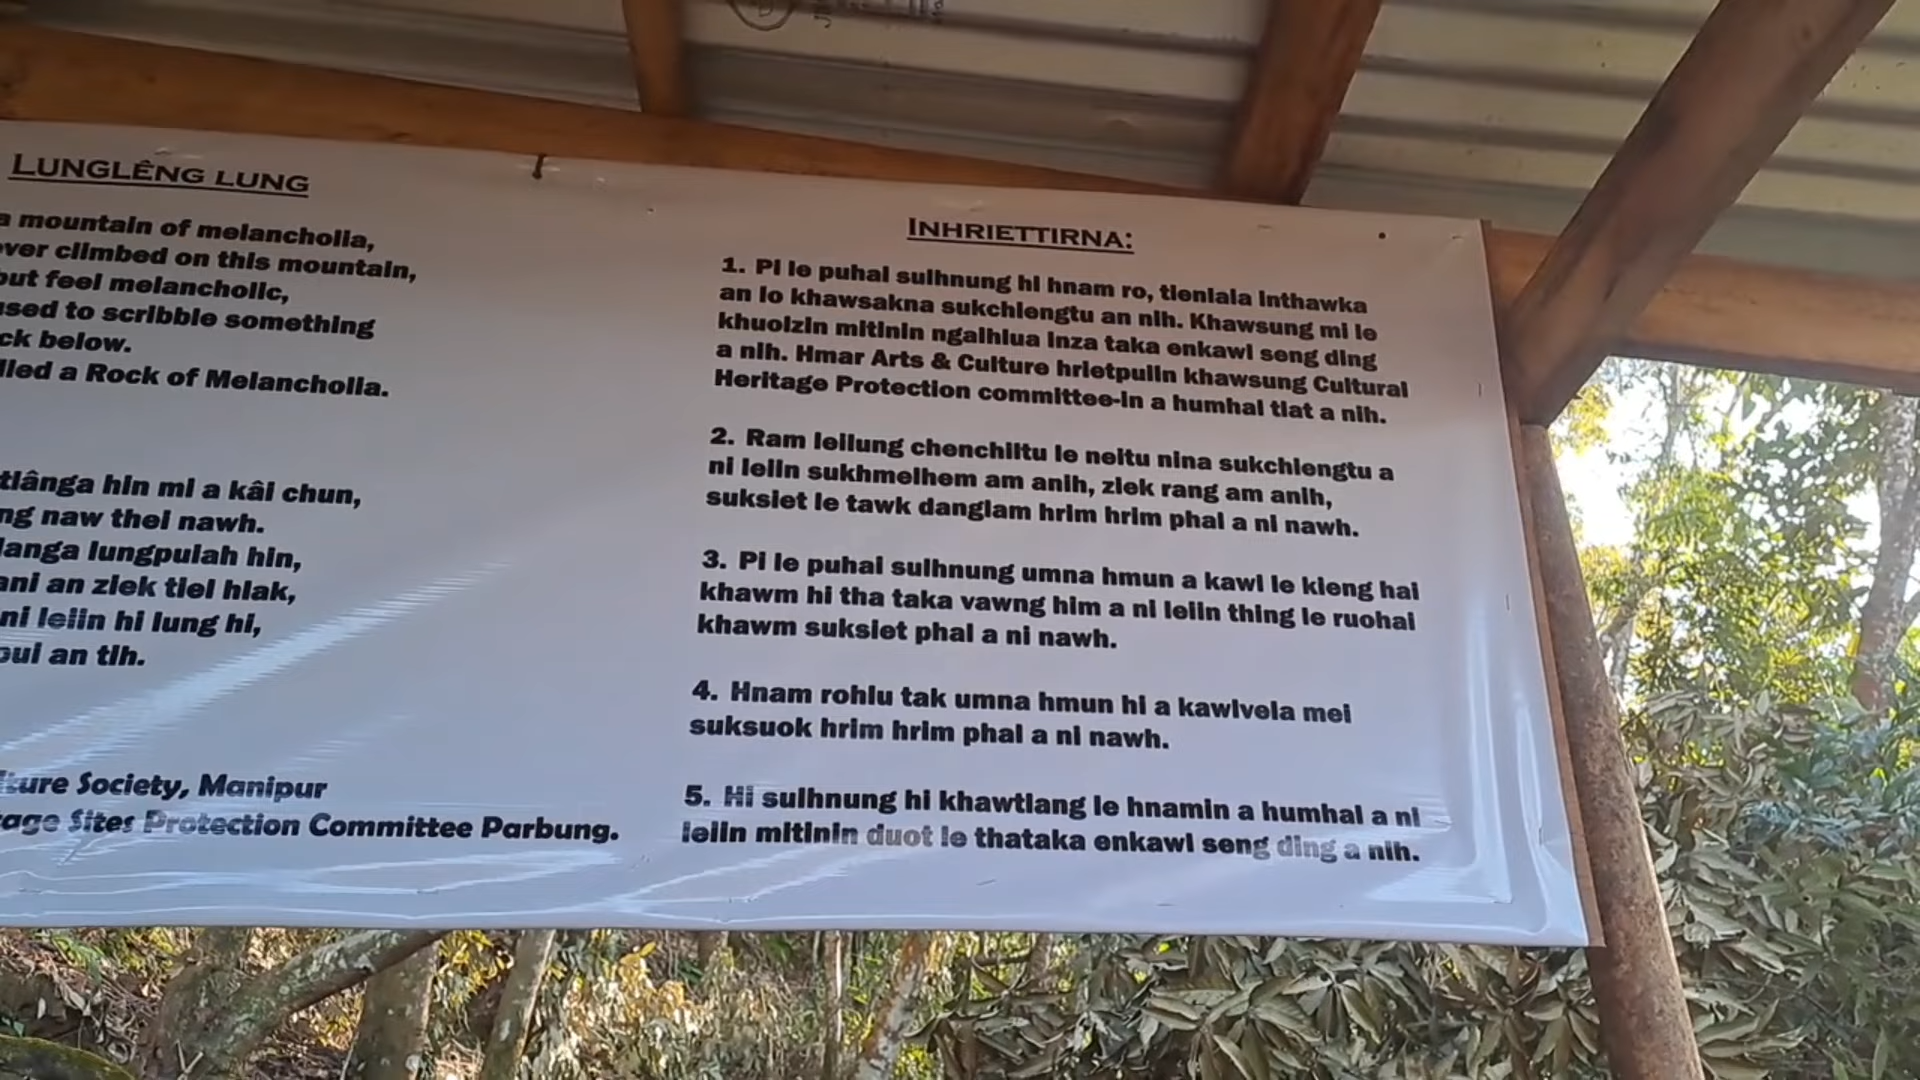 LUNGLÊNG LUNG
a mountain of melancholia,
ever climbed on this mountain,
but feel melancholic,
used to scribble something
ck below.
lled a Rock of Melancholia.
tlânga hin mi a kâi chun,
ng naw thei nawh.
langa lungpuiah hin,
ani an ziek tiel hlak,
ni leiin hi lung hi,
pui an tih.
ture Society, Manipur
tage Sites Protection Committee Parbung.
INHRIETTIRNA:
1. Pi le puhai sulhnung hi hnam ro, tienlaia inthawka
an lo khawsakna sukchiengtu an nih. Khawsung mi le
khuolzin mitinin ngaihlua inza taka enkawl seng ding
a nih. Hmar Arts & Culture hrietpuiin khawsung Cultural
Heritage Protection committee-in a humhal tlat a nih.
2. Ram leilung chenchiltu le neitu nina sukchiengtu a
ni leiin sukhmelhem am anih, ziek rang am anih,
suksiet le tawk danglam hrim hrim phal a ni nawh.
3. Pi le puhai sulhnung umna hmun a kawl le kieng hai
khawm hi tha taka vawng him a ni leiin thing le ruohai
khawm suksiet phal a ni nawh.
4. Hnam rohlu tak umna hmun hi a kawlvela mei
suksuok hrim hrim phal a ni nawh.
5. Hi sulhnung hi khawtlang le hnamin a humhal a ni
leiin mitinin duot le thataka enkawl seng ding a nih.